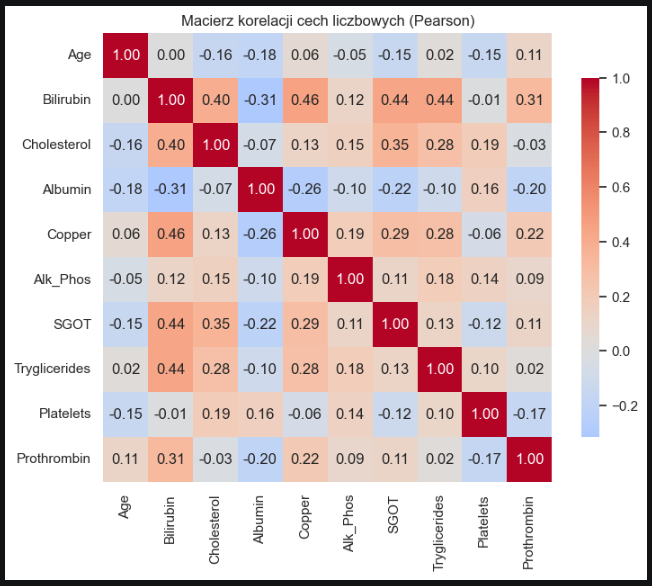 Macierz korelacji cech liczbowych (Pearson)
Age 1.00 0.00 -0.16 -0.18 0.06 -0.05 -0.15 0.02 -0.15 0.11
Bilirubin 0.00 1.00 0.40 -0.31 0.46 0.12 0.44 0.44 -0.01 0.31
Cholesterol -0.16 0.40 1.00 -0.07 0.13 0.15 0.35 0.28 0.19 -0.03
Albumin -0.18 -0.31 -0.07 1.00 -0.26 -0.10 -0.22 -0.10 0.16 -0.20
Copper 0.06 0.46 0.13 -0.26 1.00 0.19 0.29 0.28 -0.06 0.22
Alk_Phos -0.05 0.12 0.15 -0.10 0.19 1.00 0.11 0.18 0.14 0.09
SGOT -0.15 0.44 0.35 -0.22 0.29 0.11 1.00 0.13 -0.12 0.11
Tryglicerides 0.02 0.44 0.28 -0.10 0.28 0.18 0.13 1.00 0.10 0.02
Platelets -0.15 -0.01 0.19 0.16 -0.06 0.14 -0.12 0.10 1.00 -0.17
Prothrombin 0.11 0.31 -0.03 -0.20 0.22 0.09 0.11 0.02 -0.17 1.00
Age
Bilirubin
Cholesterol
Albumin
Copper
Alk_Phos
SGOT
Tryglicerides
Platelets
Prothrombin
1.0
0.8
0.6
0.4
0.2
0.0
-0.2